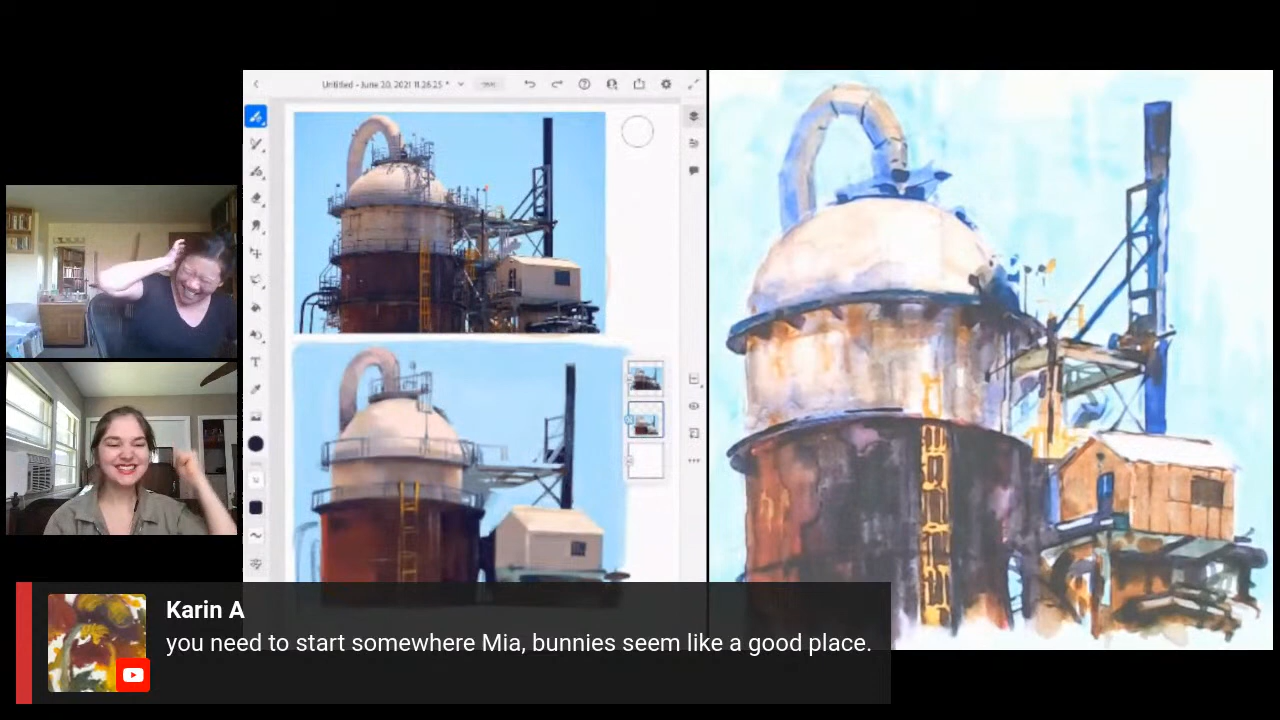 Untitled - June 20, 2021 11.26.25 *
T
Karin A
you need to start somewhere Mia, bunnies seem like a good place.